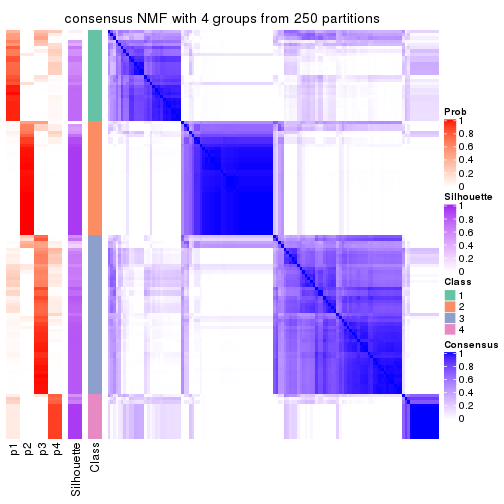 consensus NMF with 4 groups from 250 partitions
Prob
1
0.8
0.6
0.4
0.2
0
Silhouette
1
0.8
0.6
0.4
0.2
0
Class
1
2
3
4
Consensus
1
0.8
0.6
0.4
0.2
0
p1
p2
p3
p4
Silhouette
Class